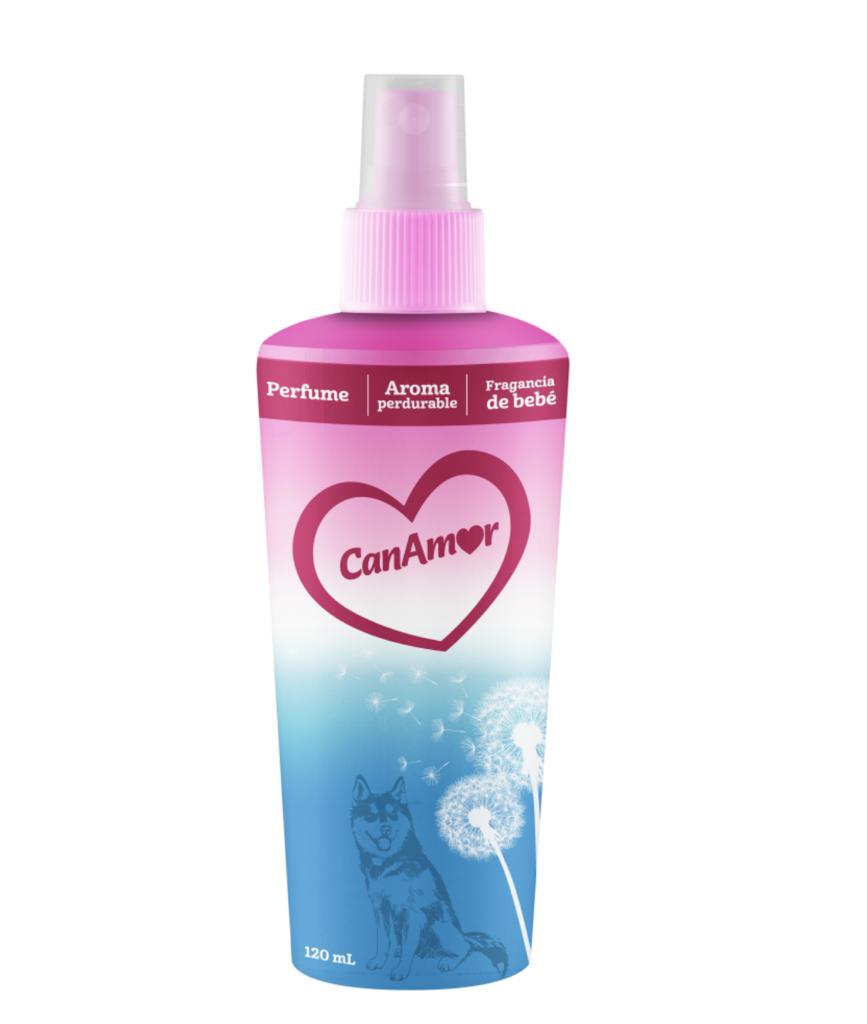 Perfume
Aroma
perdurable
Fragancia
de bebé
CanAmor
120 mL